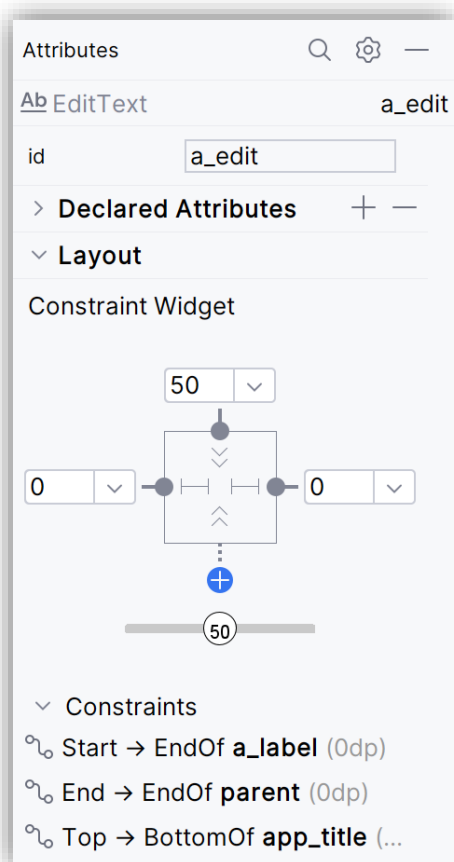 Attributes
Ab EditText a_edit
id a_edit
Declared Attributes
Layout
Constraint Widget
50
0 0
50
Constraints
Start → EndOf a_label (0dp)
End → EndOf parent (0dp)
Top → BottomOf app_title (...